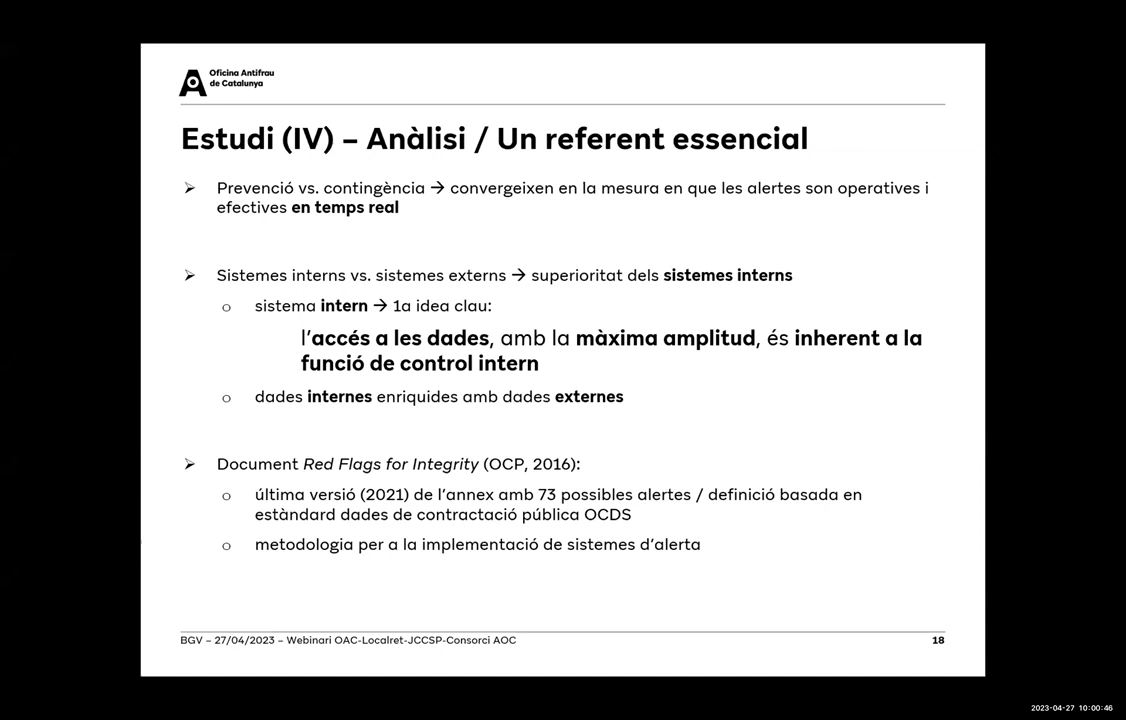 Oficina Antifrau
de Catalunya
Estudi (IV) – Anàlisi / Un referent essencial
➢ Prevenció vs. contingència → convergeixen en la mesura en que les alertes son operatives i
efectives en temps real
➢ Sistemes interns vs. sistemes externs → superioritat dels sistemes interns
o sistema intern → 1a idea clau:
l’accés a les dades, amb la màxima amplitud, és inherent a la
funció de control intern
o dades internes enriquides amb dades externes
➢ Document Red Flags for Integrity (OCP, 2016):
o última versió (2021) de l’annex amb 73 possibles alertes / definició basada en
estàndard dades de contractació pública OCDS
o metodologia per a la implementació de sistemes d’alerta
BGV – 27/04/2023 – Webinari OAC-Localret-JCCSP-Consorci AOC
18
2023-04-27 10:00:46